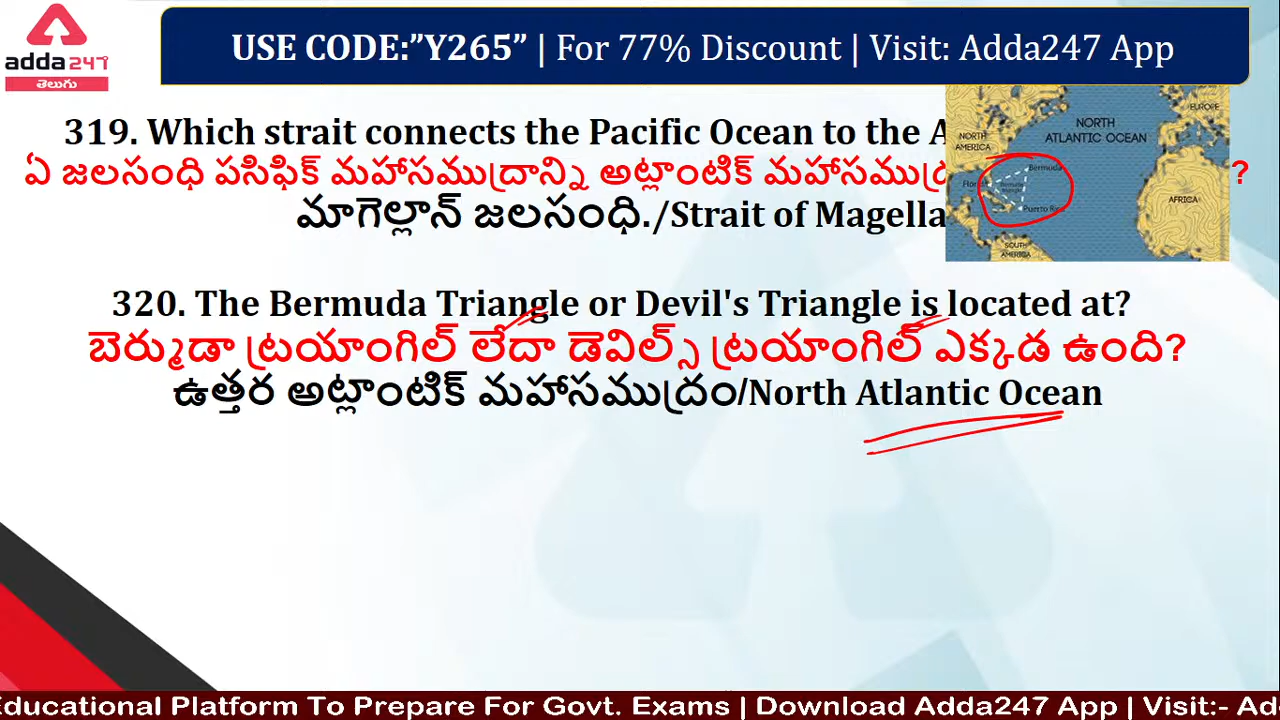 adda247
తెలుగు
USE CODE:”Y265” | For 77% Discount | Visit: Adda247 App
319. Which strait connects the Pacific Ocean to the A
ఏ జలసంధి పసిఫిక్ మహాసముద్రాన్ని అట్లాంటిక్ మహాసముద్ర ?
మాగెల్లాన్ జలసంధి./Strait of Magella
NORTH AMERICA
NORTH ATLANTIC OCEAN
EUROPE
Bermuda
Bermuda Triangle
Puerto Rico
AFRICA
SOUTH AMERICA
320. The Bermuda Triangle or Devil's Triangle is located at?
బెర్ముడా ట్రయాంగిల్ లేదా డెవిల్స్ ట్రయాంగిల్ ఎక్కడ ఉంది?
ఉత్తర అట్లాంటిక్ మహాసముద్రం/North Atlantic Ocean
Educational Platform To Prepare For Govt. Exams | Download Adda247 App | Visit:- Ad